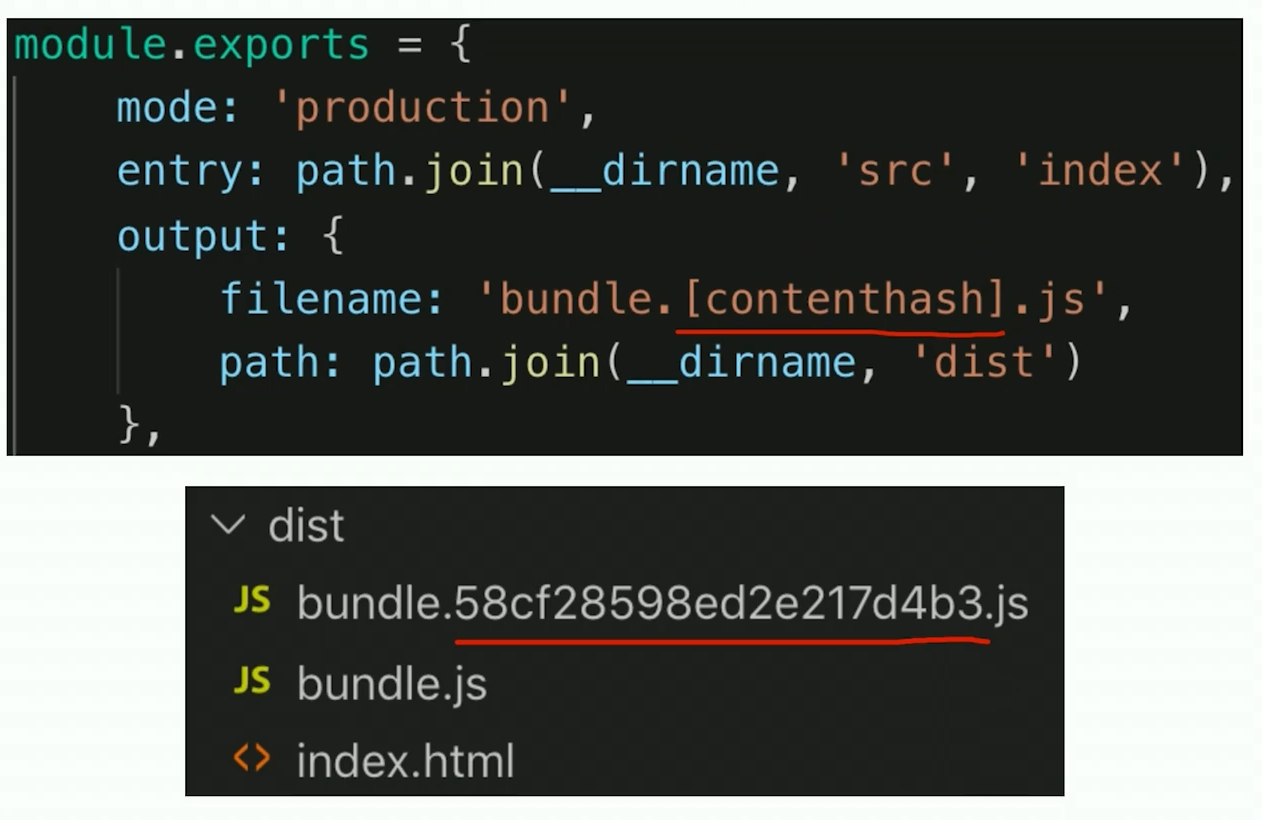 module.exports = {
mode: 'production',
entry: path.join(__dirname, 'src', 'index'),
output: {
filename: 'bundle.[contenthash].js',
path: path.join(__dirname, 'dist')
},
dist
JS bundle.58cf28598ed2e217d4b3.js
JS bundle.js
<> index.html